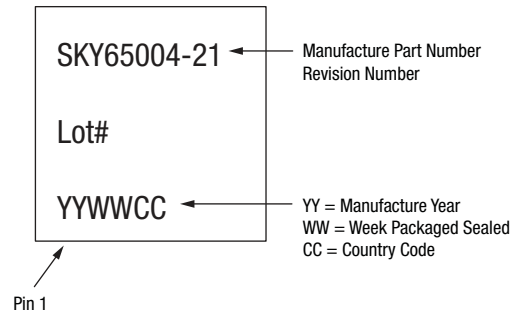 SKY65004-21
Manufacture Part Number
Revision Number
Lot#
YYWWCC
YY = Manufacture Year
WW = Week Packaged Sealed
CC = Country Code
Pin 1